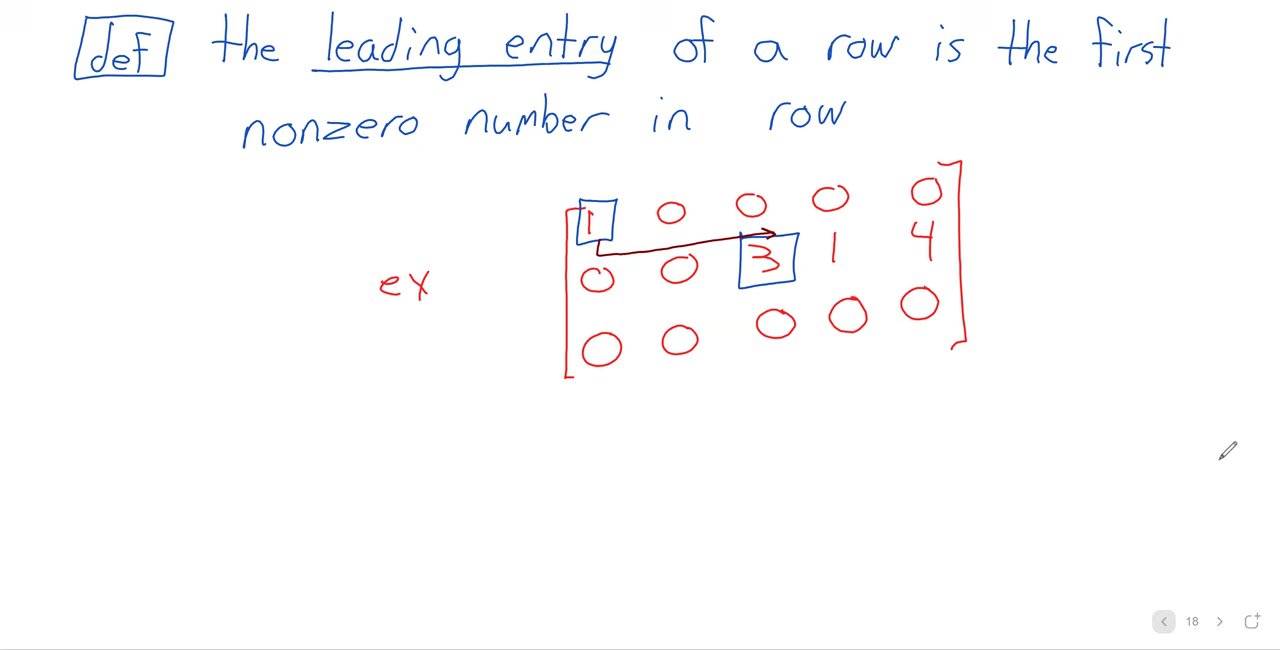 def the leading entry of a row is the first
nonzero number in row
1 0 0 0 0
ex 0 0 3 1 4
0 0 0 0 0
18